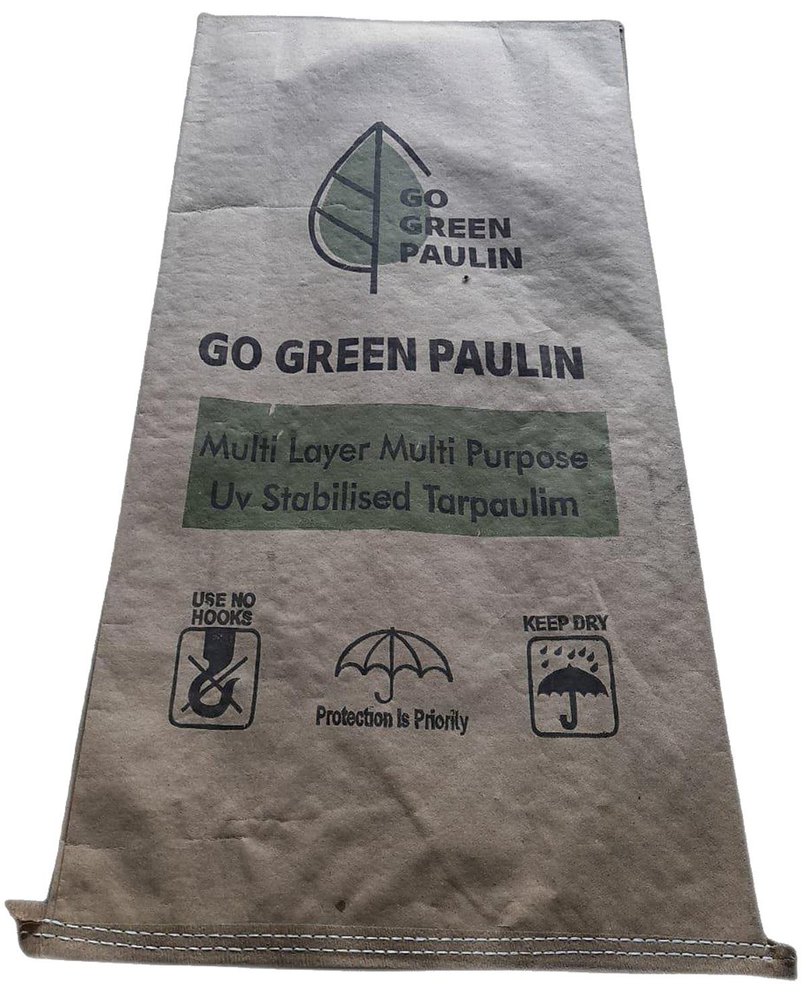 GO
GREEN
PAULIN
GO GREEN PAULIN
Multi Layer Multi Purpose
Uv Stabilised Tarpaulim
USE NO
HOOKS
KEEP DRY
Protection Is Priority